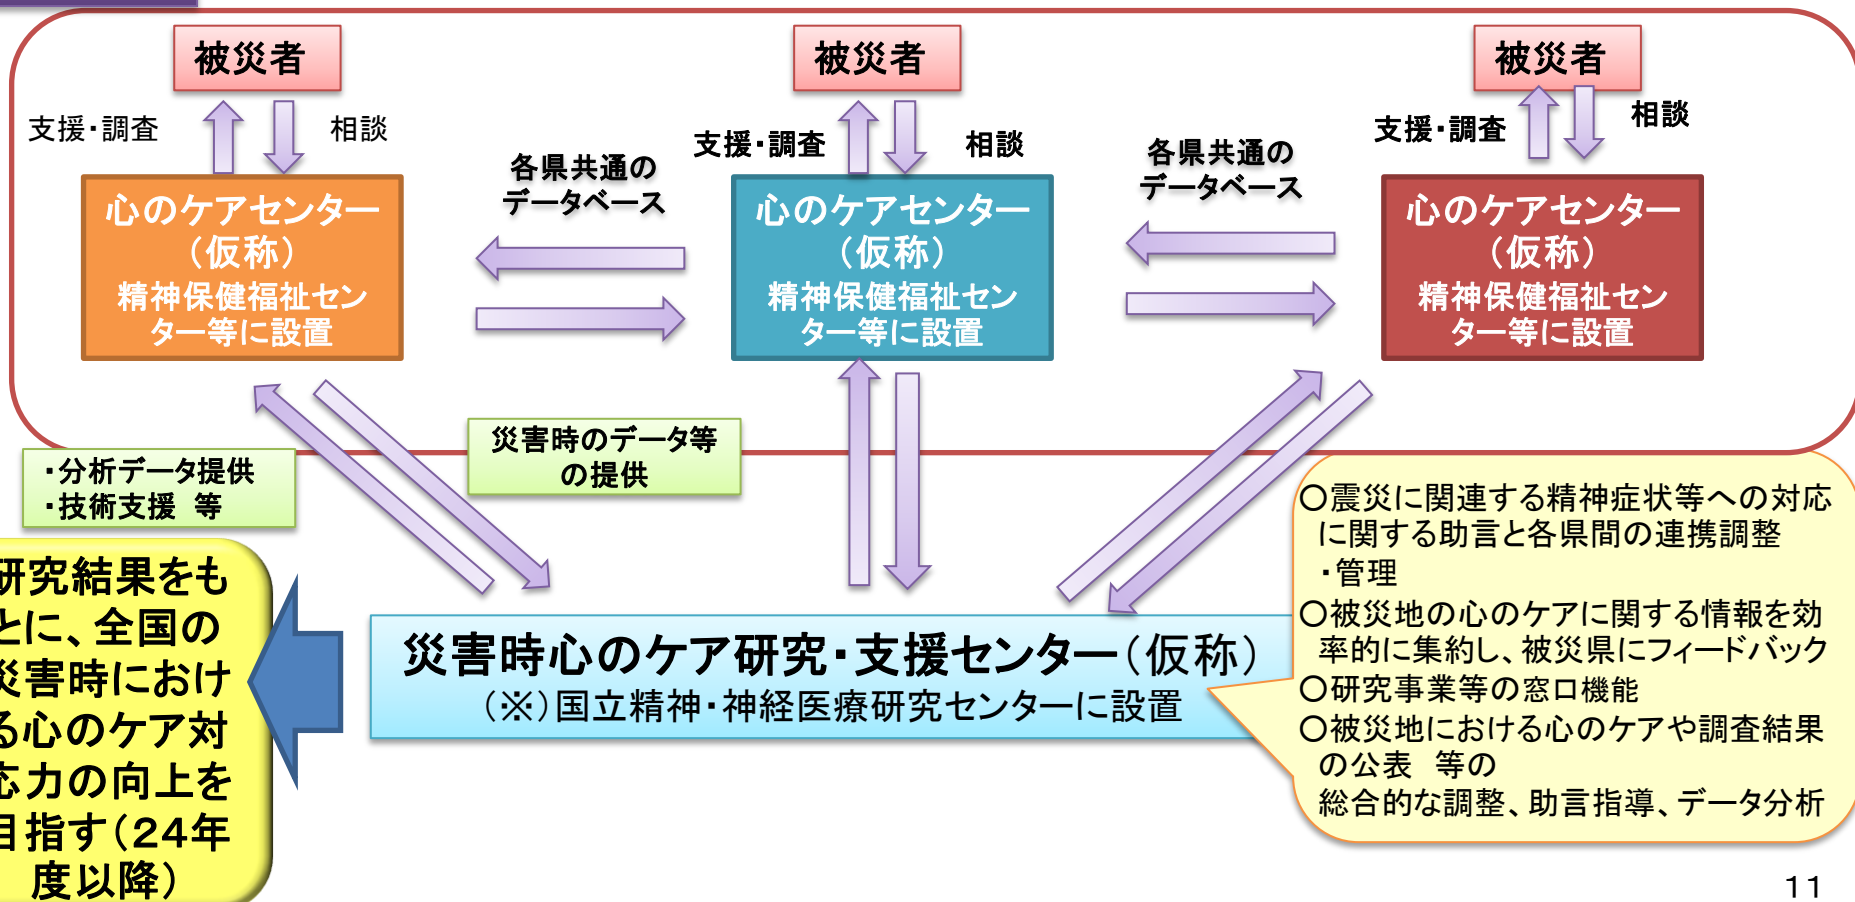 被災者
被災者
被災者
支援・調査
相談
支援・調査
相談
支援・調査
相談
各県共通の
データベース
各県共通の
データベース
心のケアセンター
（仮称）
精神保健福祉セン
ター等に設置
心のケアセンター
（仮称）
精神保健福祉セン
ター等に設置
心のケアセンター
（仮称）
精神保健福祉セン
ター等に設置
・分析データ提供
・技術支援　等
災害時のデータ等
の提供
研究結果をも
とに、全国の
災害時におけ
る心のケア対
応力の向上を
目指す（24年
度以降）
災害時心のケア研究・支援センター（仮称）
（※）国立精神・神経医療研究センターに設置
○震災に関連する精神症状等への対応
に関する助言と各県間の連携調整
・管理
○被災地の心のケアに関する情報を効
率的に集約し、被災県にフィードバック
○研究事業等の窓口機能
○被災地における心のケアや調査結果
の公表　等の
総合的な調整、助言指導、データ分析
11